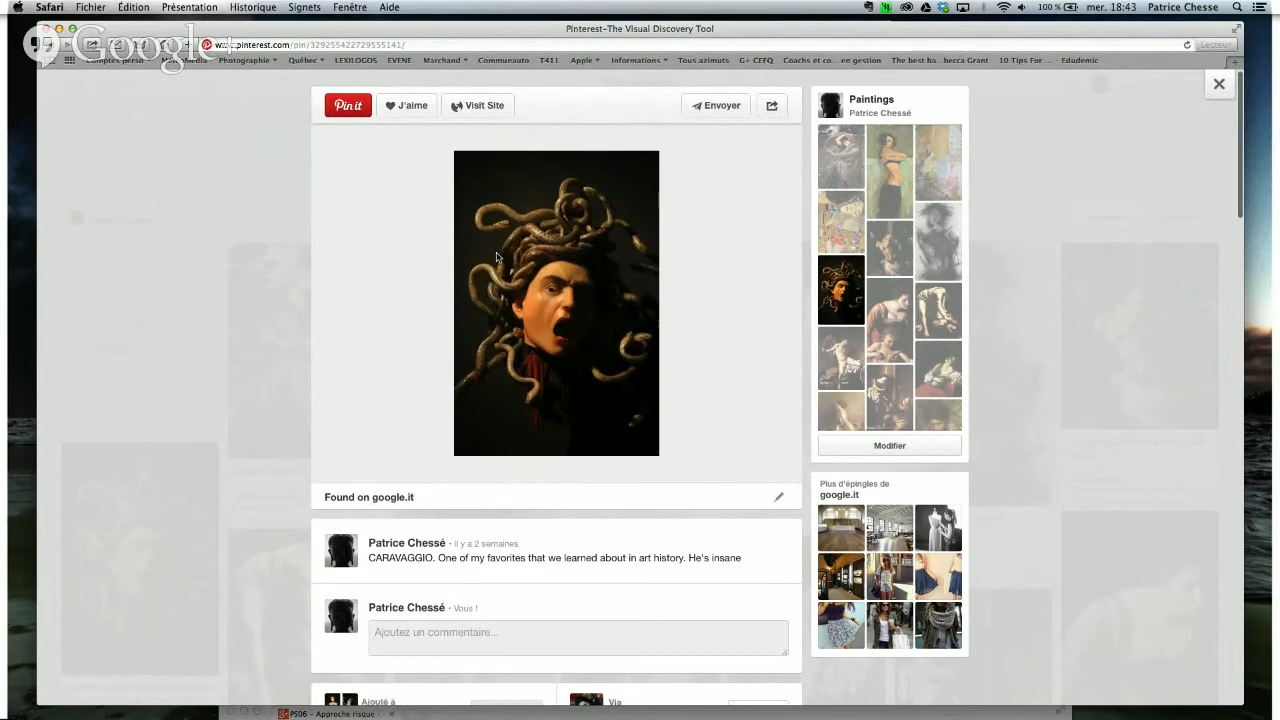 Safari Fichier Édition Présentation Historique Signets Fenêtre Aide 100 % mer. 18:43 Patrice Chesse
Pinterest–The Visual Discovery Tool
www.pinterest.com/pin/329255422729555141/ Lecteur
Google+
Comptes perso Photographie Québec LEXILOGOS EVENE Marchand Communauto T411 Apple Informations Tous azimuts G+ CEFQ Coachs et co... en gestion The best ba...becca Grant 10 Tips For ... - Edudemic
Pin it J'aime Visit Site Envoyer
Found on google.it
Patrice Chessé • Il y a 2 semaines
CARAVAGGIO. One of my favorites that we learned about in art history. He's insane
Patrice Chessé • Vous !
Ajoutez un commentaire...
Ajouté à
Via
Paintings
Patrice Chessé
Modifier
Plus d'épingles de
google.it
PS06 - Approche risque